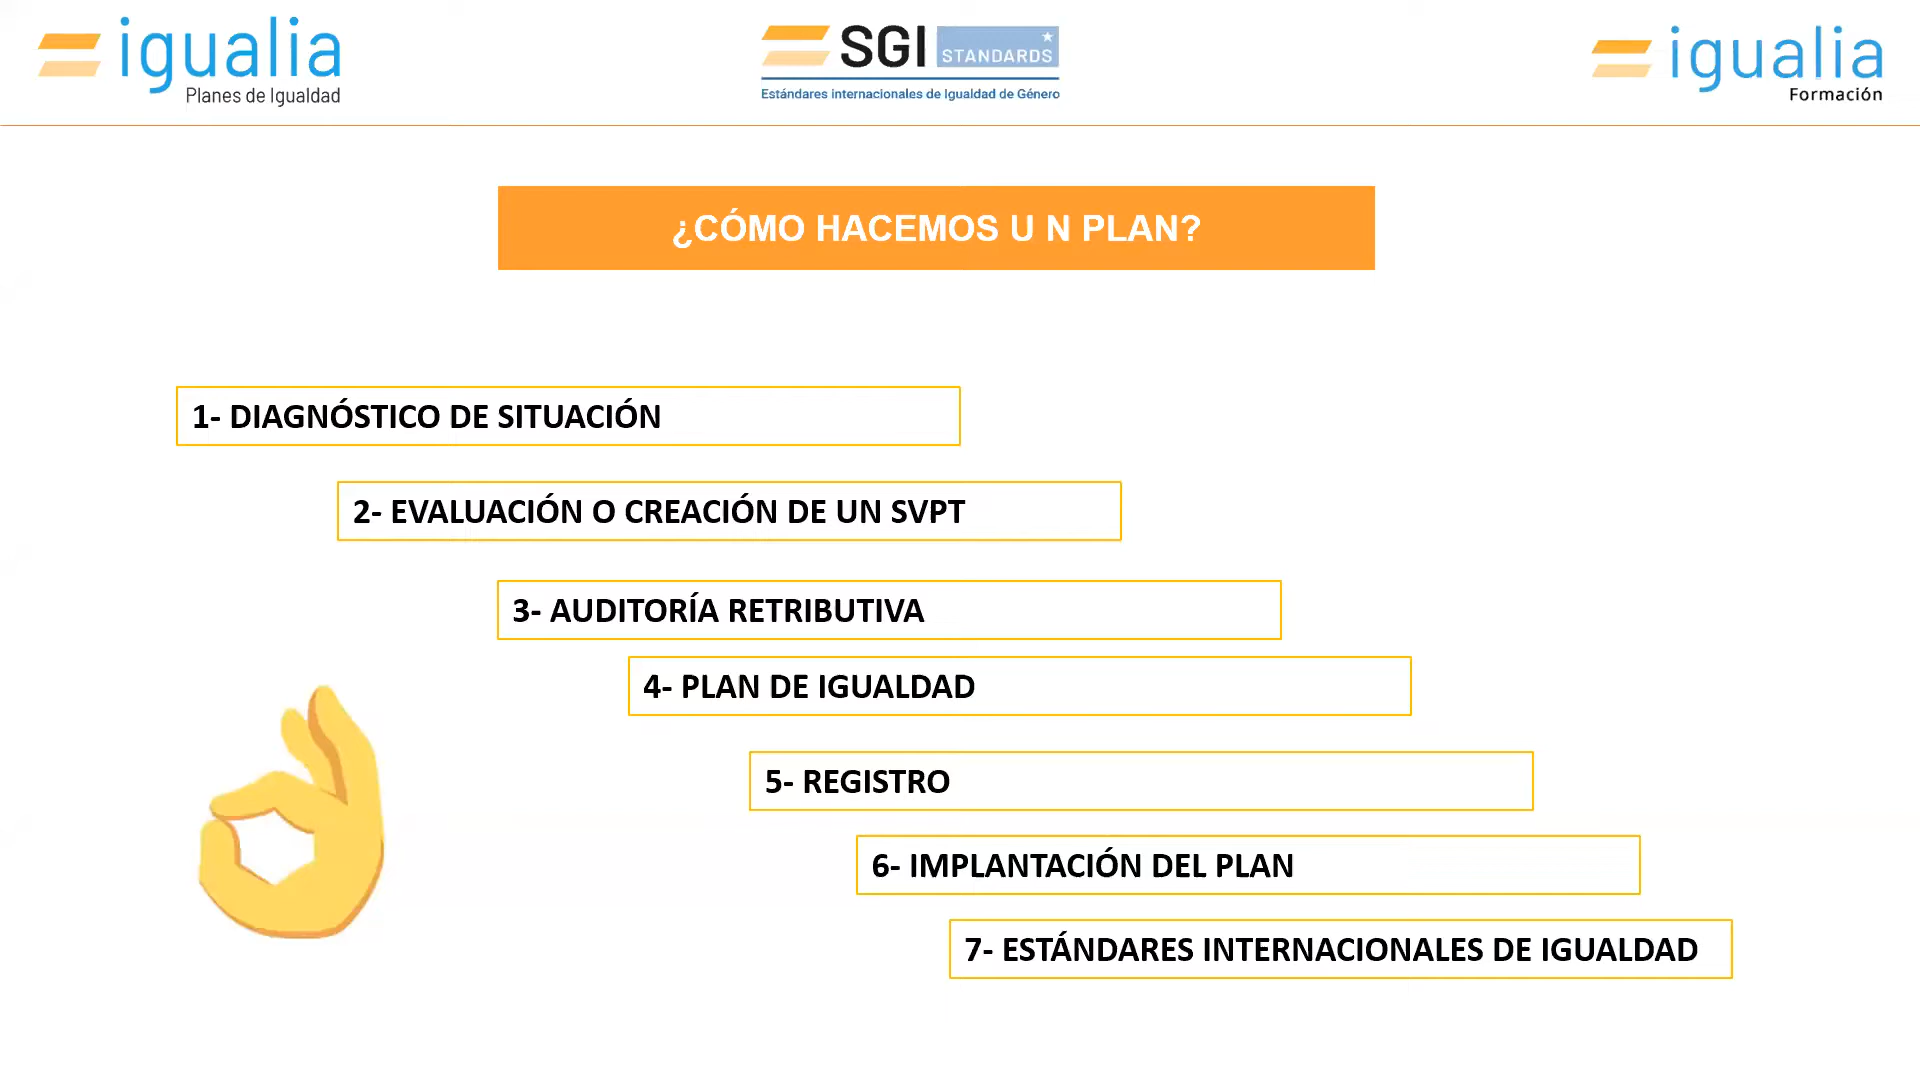 igualia
Planes de Igualdad
SGI STANDARDS
Estándares internacionales de Igualdad de Género
igualia
Formación
¿CÓMO HACEMOS U N PLAN?
1- DIAGNÓSTICO DE SITUACIÓN
2- EVALUACIÓN O CREACIÓN DE UN SVPT
3- AUDITORÍA RETRIBUTIVA
4- PLAN DE IGUALDAD
5- REGISTRO
6- IMPLANTACIÓN DEL PLAN
7- ESTÁNDARES INTERNACIONALES DE IGUALDAD